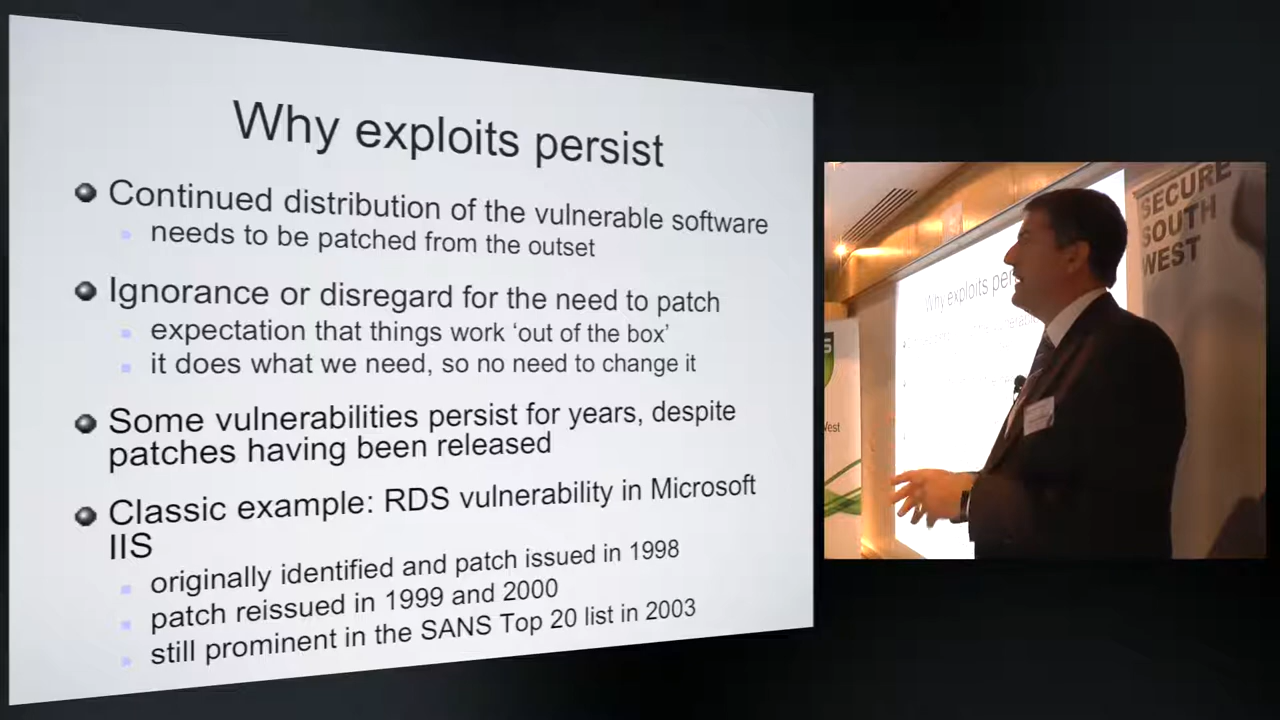 Why exploits persist
Continued distribution of the vulnerable software
needs to be patched from the outset
Ignorance or disregard for the need to patch
expectation that things work ‘out of the box’
it does what we need, so no need to change it
Some vulnerabilities persist for years, despite
patches having been released
Classic example: RDS vulnerability in Microsoft
IIS
originally identified and patch issued in 1998
patch reissued in 1999 and 2000
still prominent in the SANS Top 20 list in 2003
SECURE
SOUTH
WEST
Why exploits per